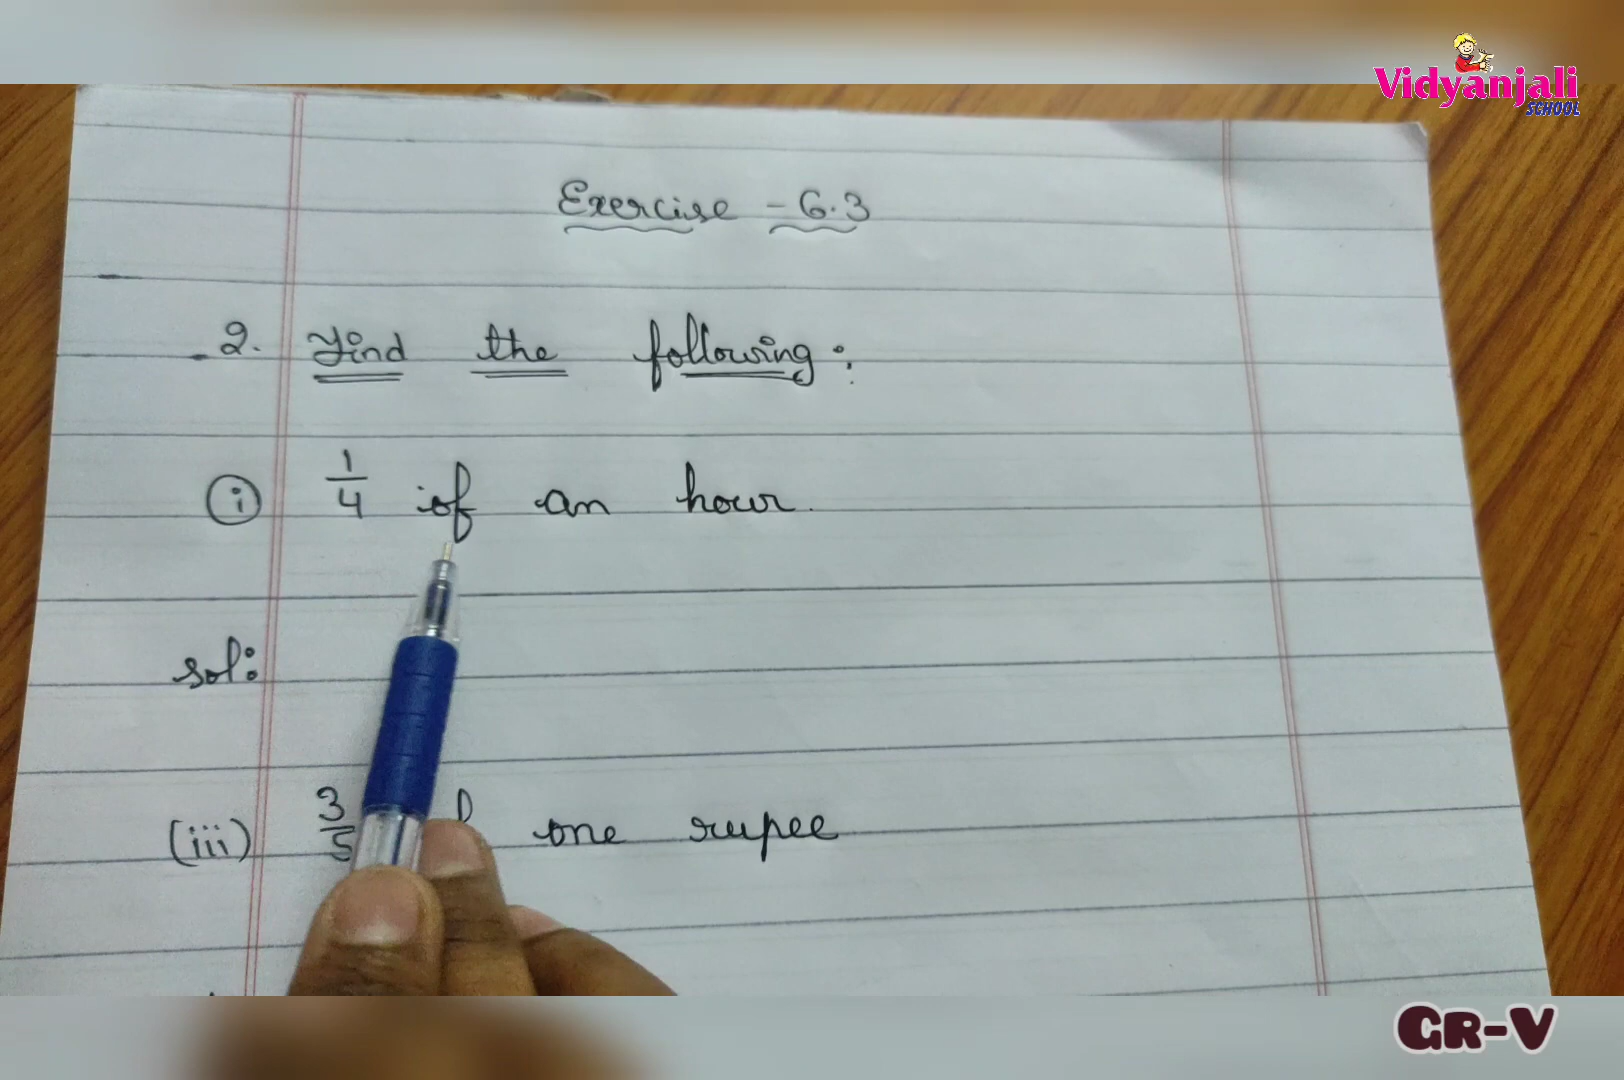 Vidyanjali
SCHOOL
Exercise - 6.3
2. Find the following:
(i) 1/4 of an hour.
sol:
(iii) 3/5 one rupee
GR-V